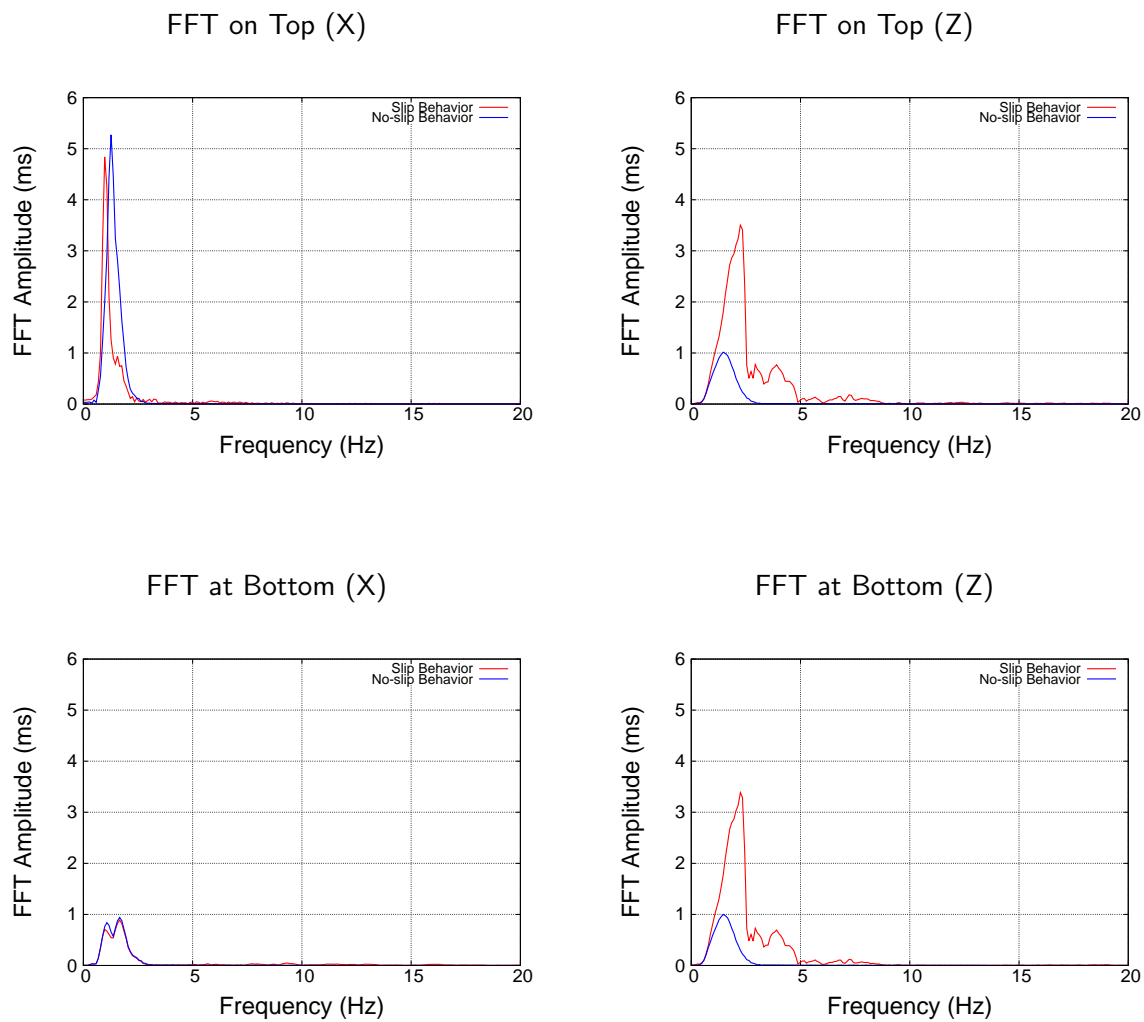 FFT on Top (X)
FFT Amplitude (ms)
6
5
4
3
2
1
0
Slip Behavior
No-slip Behavior
0 5 10 15 20
Frequency (Hz)
FFT on Top (Z)
FFT Amplitude (ms)
6
5
4
3
2
1
0
Slip Behavior
No-slip Behavior
0 5 10 15 20
Frequency (Hz)
FFT at Bottom (X)
FFT Amplitude (ms)
6
5
4
3
2
1
0
Slip Behavior
No-slip Behavior
0 5 10 15 20
Frequency (Hz)
FFT at Bottom (Z)
FFT Amplitude (ms)
6
5
4
3
2
1
0
Slip Behavior
No-slip Behavior
0 5 10 15 20
Frequency (Hz)